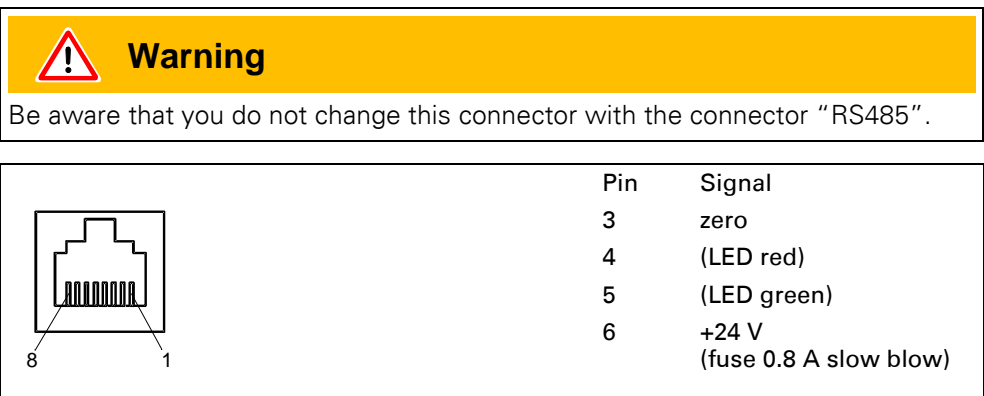 Warning
Be aware that you do not change this connector with the connector “RS485”.
Pin Signal
3 zero
4 (LED red)
5 (LED green)
6 +24 V
(fuse 0.8 A slow blow)
8 1